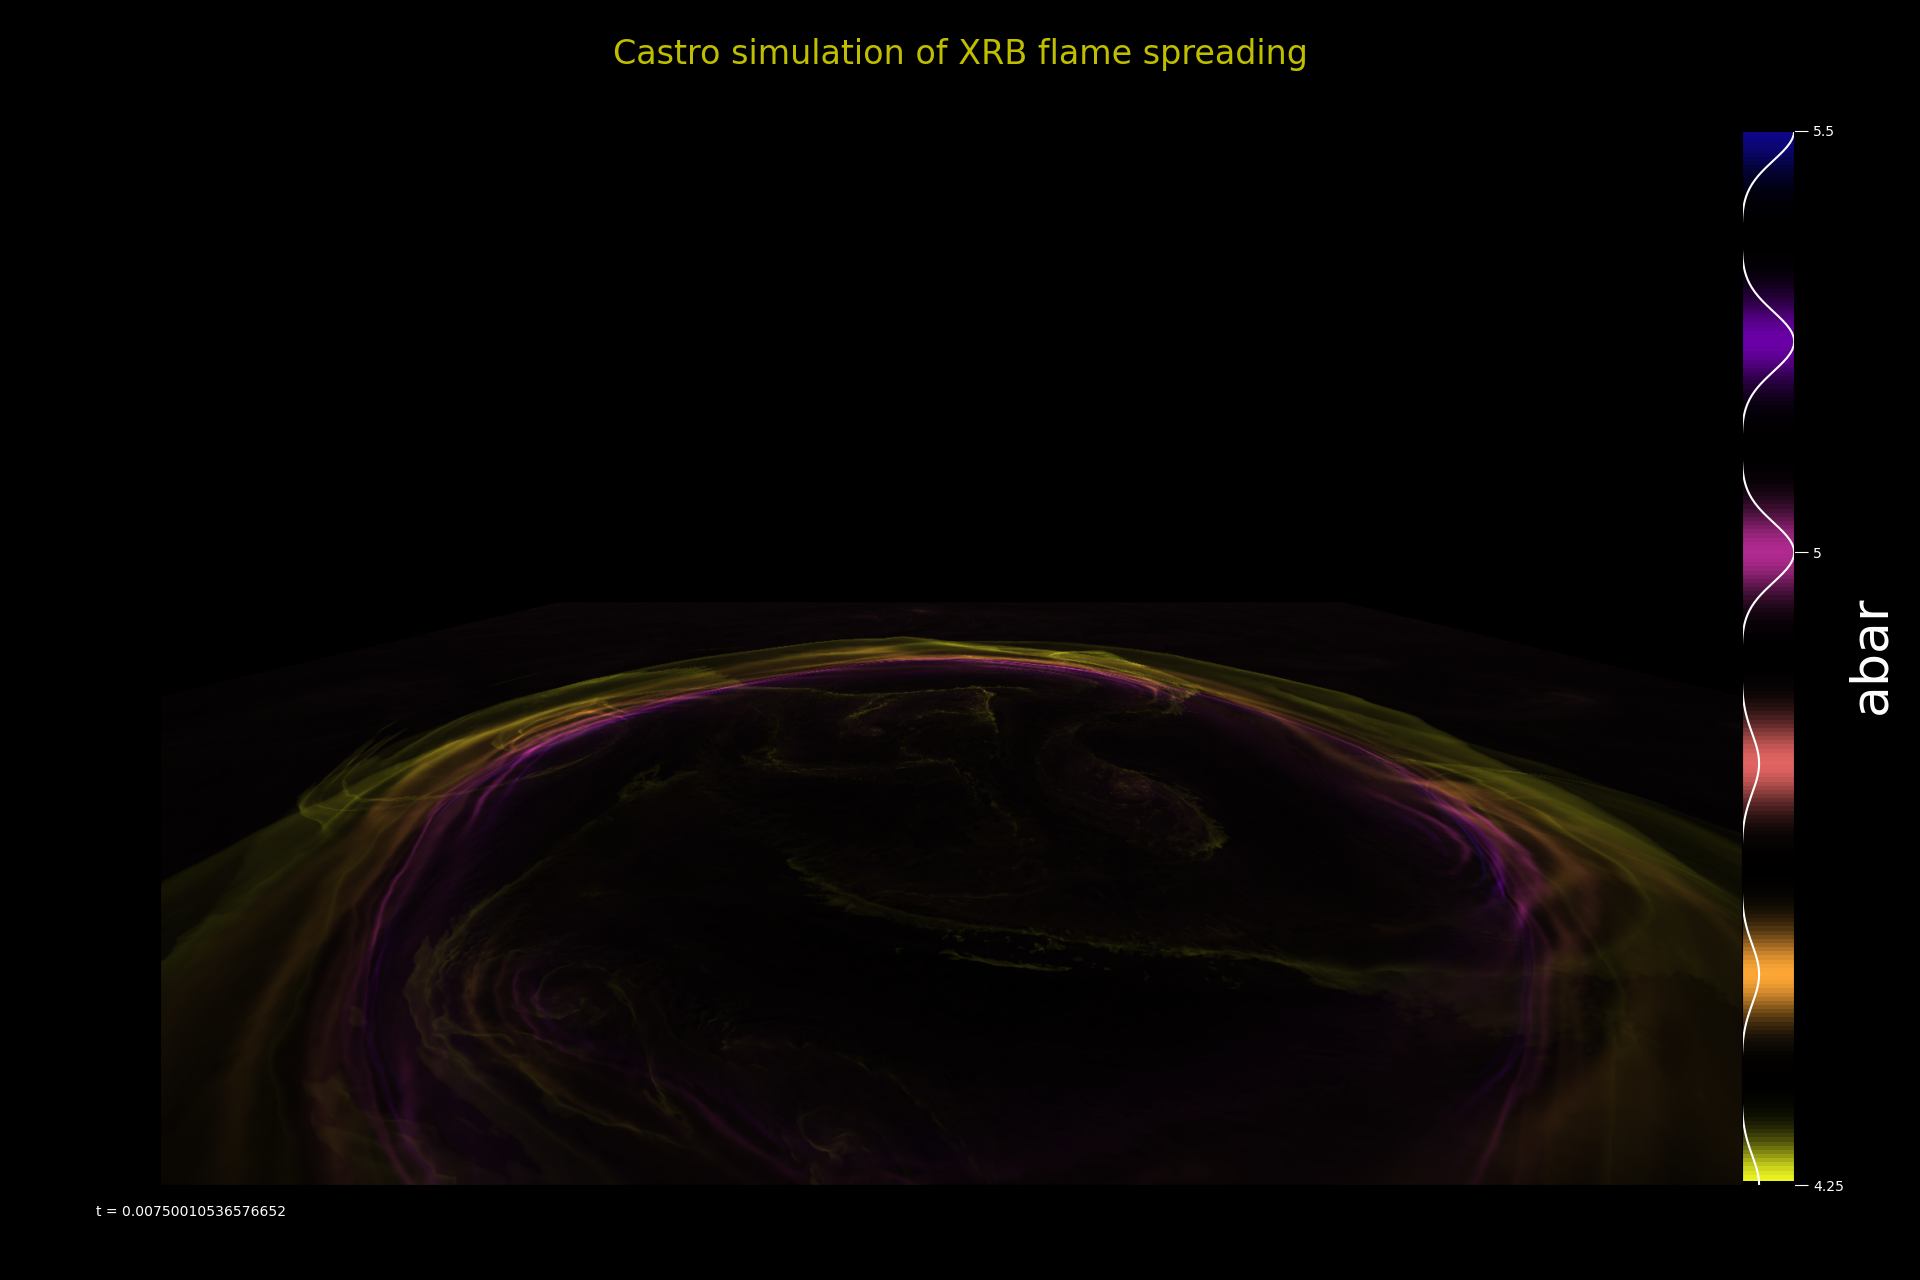 Castro simulation of XRB flame spreading
5.5
5
abar
4.25
t = 0.00750010536576652